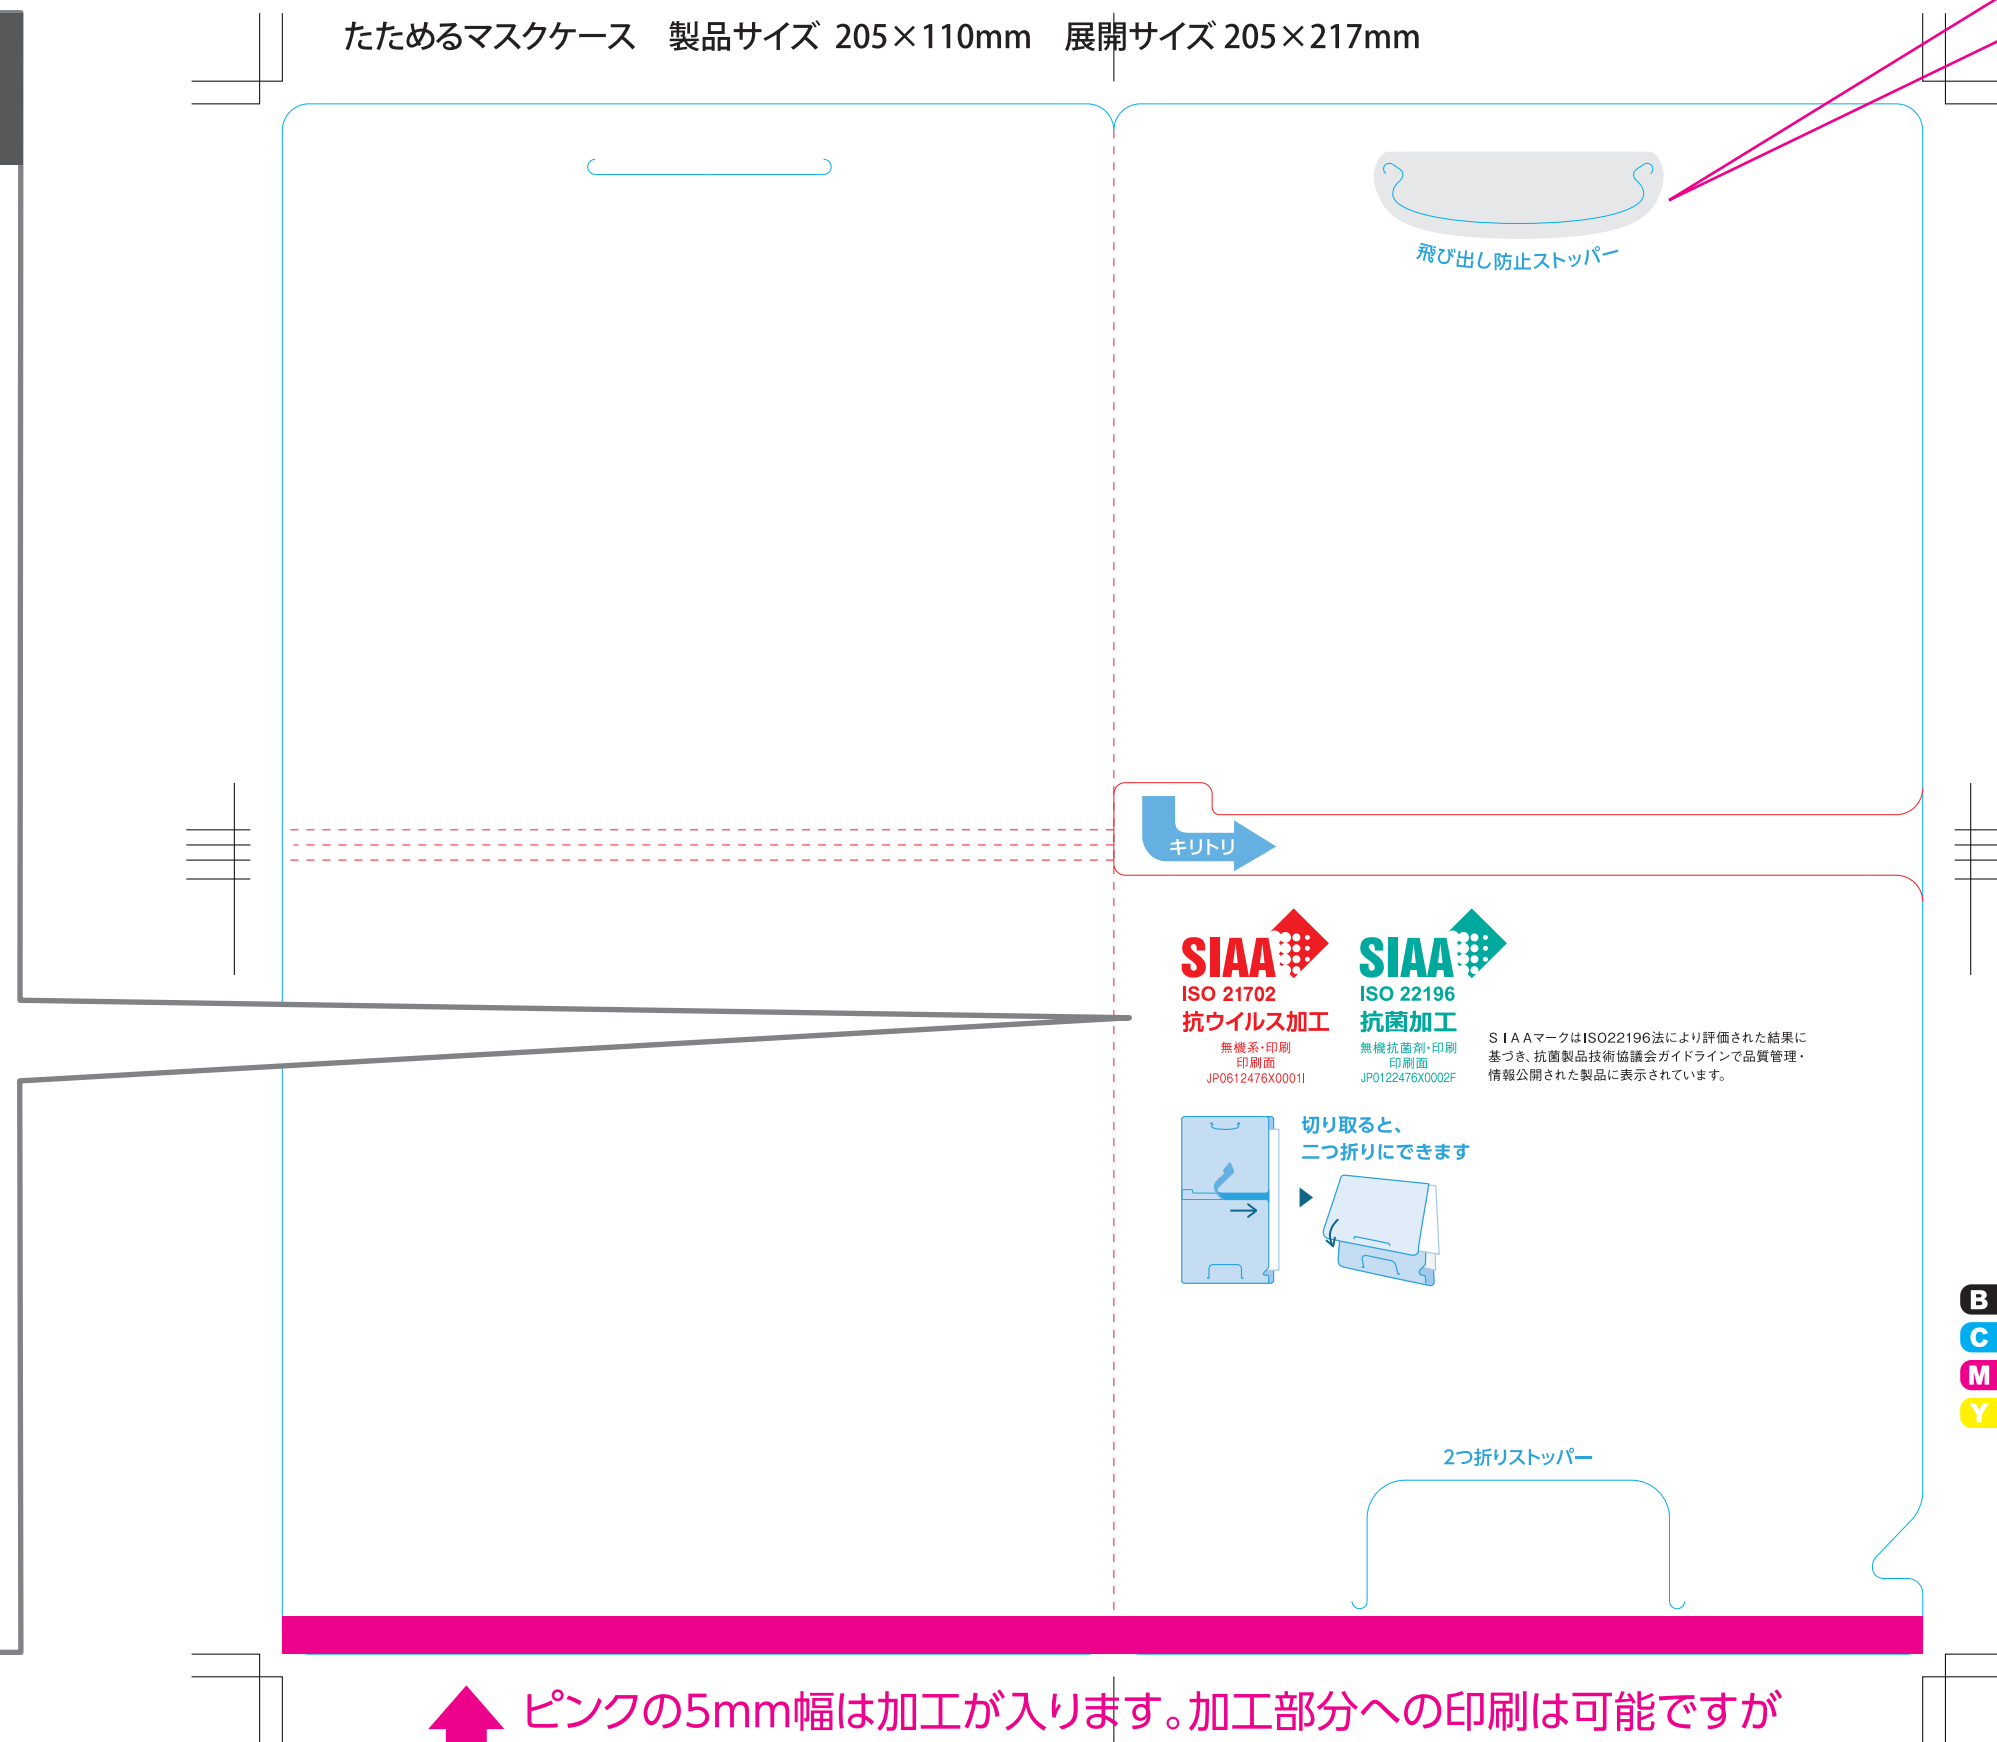 たためるマスクケース　製品サイズ 205×110mm　展開サイズ 205×217mm
飛び出し防止ストッパー
キリトリ
SIAA
ISO 21702
抗ウイルス加工
無機系・印刷
印刷面
JP0612476X0001I
SIAA
ISO 22196
抗菌加工
無機抗菌剤・印刷
印刷面
JP0122476X0002F
ＳＩＡＡマークはISO22196法により評価された結果に
基づき、抗菌製品技術協議会ガイドラインで品質管理・
情報公開された製品に表示されています。
切り取ると、
二つ折りにできます
B
C
M
Y
2つ折りストッパー
ピンクの5mm幅は加工が入ります。加工部分への印刷は可能ですが